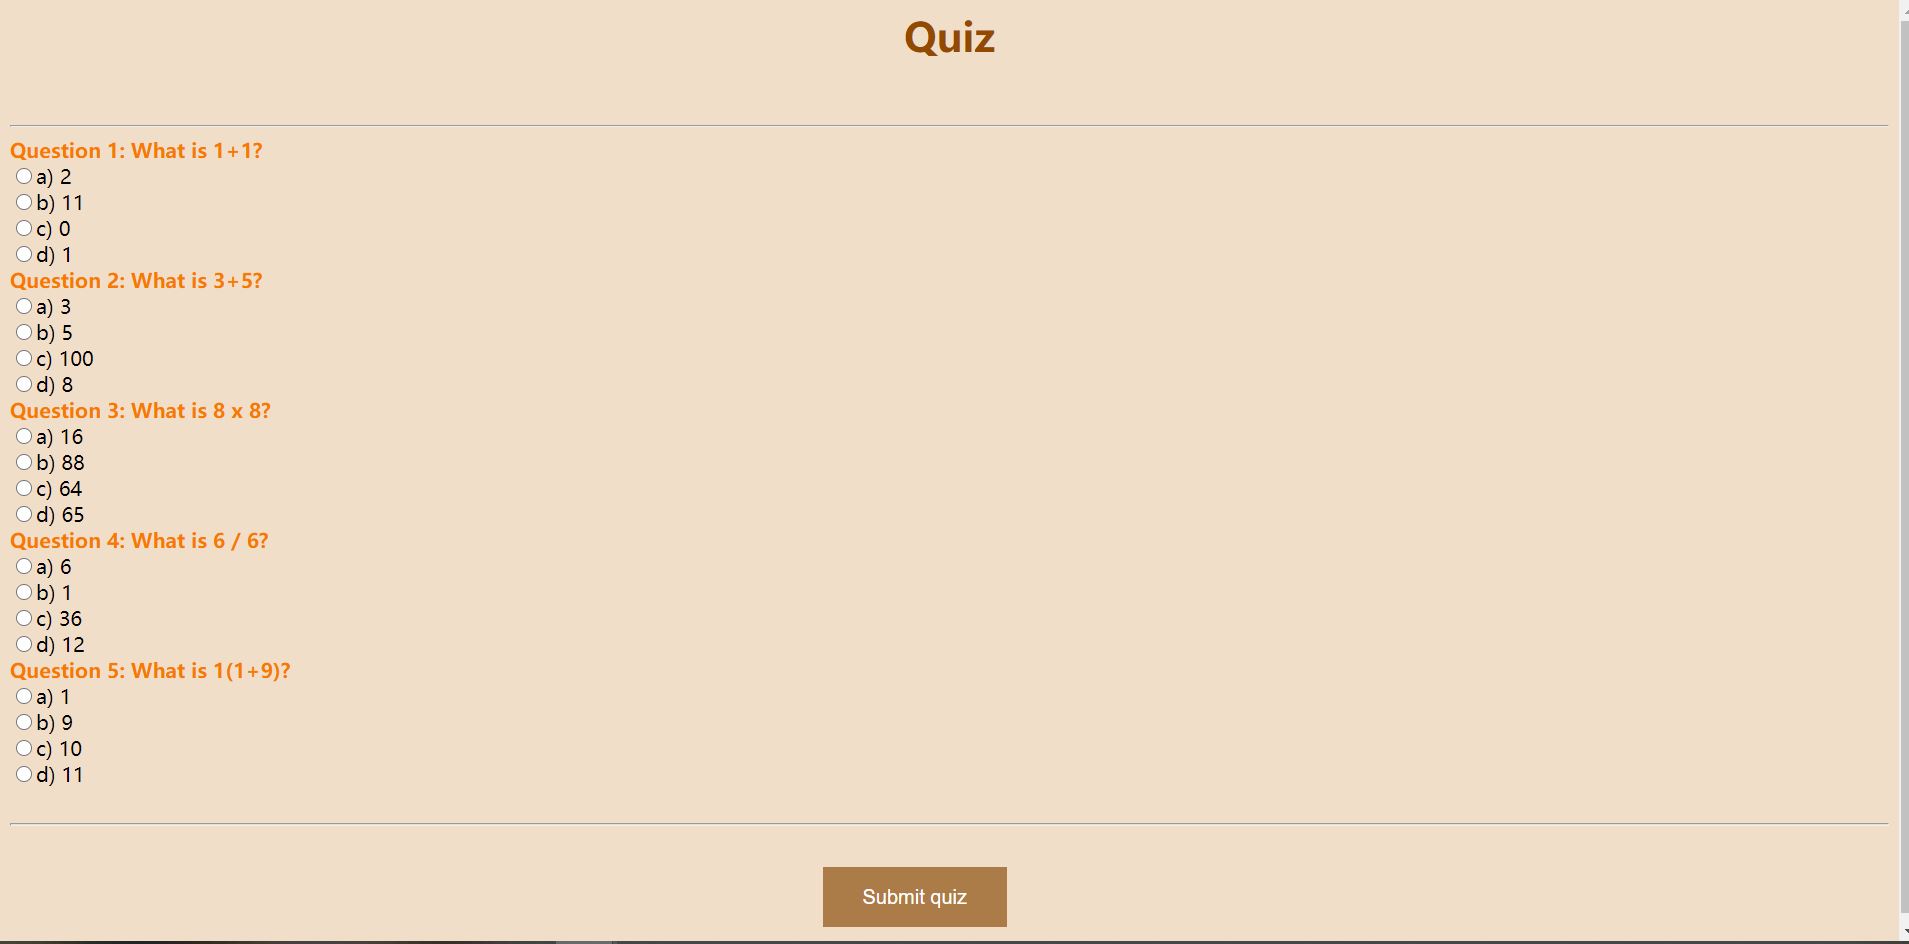 Quiz
Question 1: What is 1+1?
a) 2
b) 11
c) 0
d) 1
Question 2: What is 3+5?
a) 3
b) 5
c) 100
d) 8
Question 3: What is 8 x 8?
a) 16
b) 88
c) 64
d) 65
Question 4: What is 6 / 6?
a) 6
b) 1
c) 36
d) 12
Question 5: What is 1(1+9)?
a) 1
b) 9
c) 10
d) 11
Submit quiz